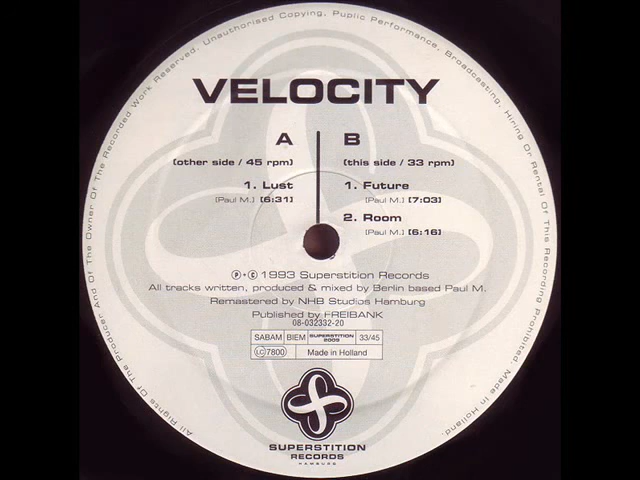 All Rights Of The Producer And Of The Owner Of The Recorded Work Reserved. Unauthorised Copying, Public Performance, Broadcasting, Hiring Or Rental Of This Recording Prohibited. Made in Holland.
VELOCITY
A B
(other side / 45 rpm) (this side / 33 rpm)
1. Lust 1. Future
[Paul M.] [6:31] [Paul M.] [7:03]
2. Room
[Paul M.] [6:16]
℗ + © 1993 Superstition Records
All tracks written, produced & mixed by Berlin based Paul M.
Remastered by NHB Studios Hamburg
Published by FREIBANK
08-032332-20
SABAM BIEM SUPERSTITION 2009 33/45
LC 7800 Made in Holland
SUPERSTITION
RECORDS
HAMBURG